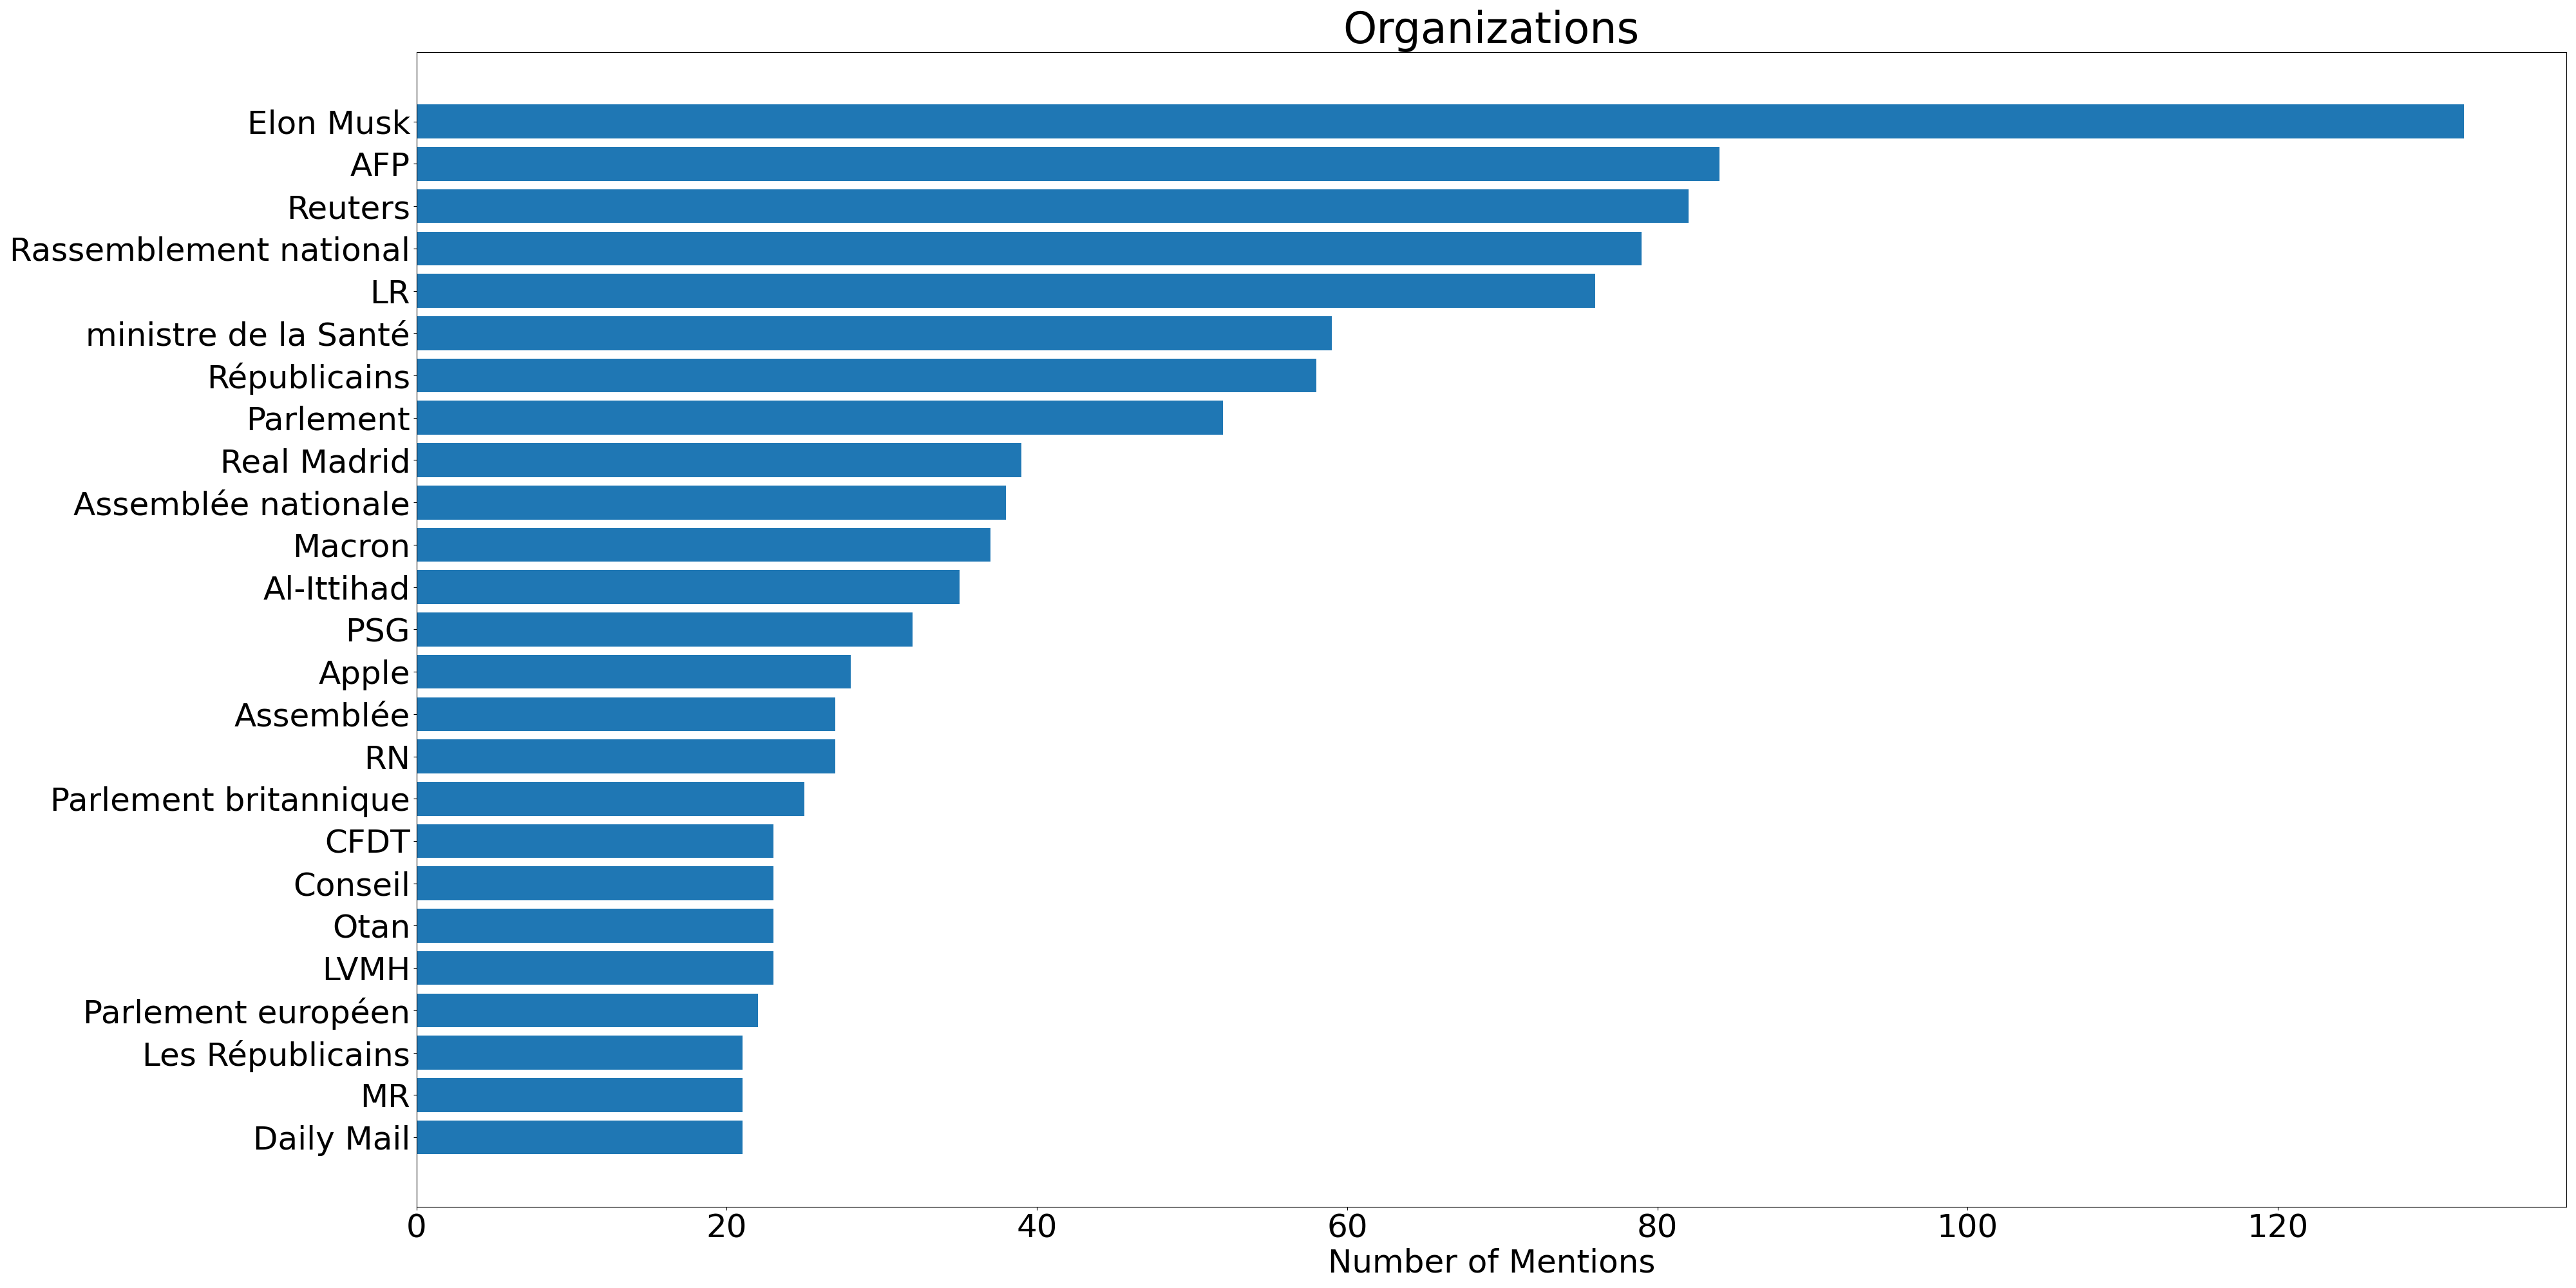 Organizations
Elon Musk
AFP
Reuters
Rassemblement national
LR
ministre de la Santé
Républicains
Parlement
Real Madrid
Assemblée nationale
Macron
Al-Ittihad
PSG
Apple
Assemblée
RN
Parlement britannique
CFDT
Conseil
Otan
LVMH
Parlement européen
Les Républicains
MR
Daily Mail
0 20 40 60 80 100 120
Number of Mentions